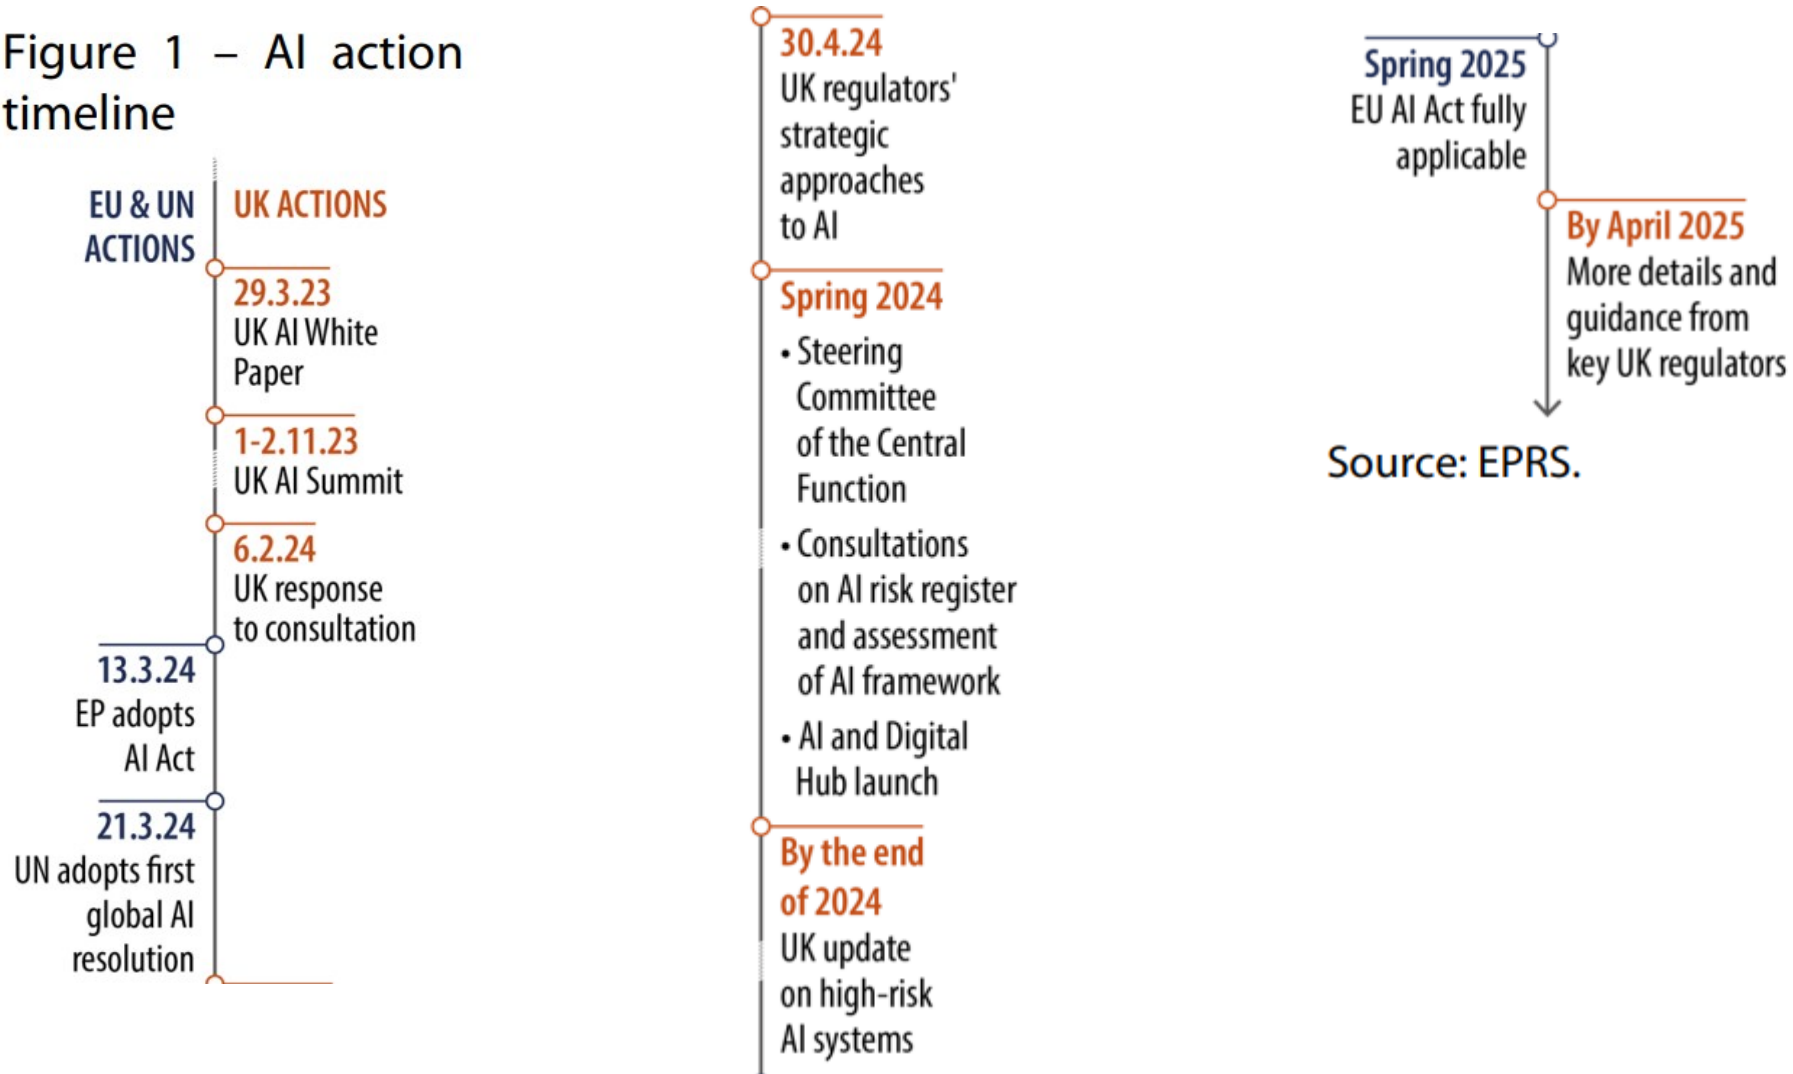 Figure 1 – AI action
timeline
EU & UN
ACTIONS
UK ACTIONS
29.3.23
UK AI White
Paper
1-2.11.23
UK AI Summit
6.2.24
UK response
to consultation
13.3.24
EP adopts
AI Act
21.3.24
UN adopts first
global AI
resolution
30.4.24
UK regulators'
strategic
approaches
to AI
Spring 2024
• Steering
Committee
of the Central
Function
• Consultations
on AI risk register
and assessment
of AI framework
• AI and Digital
Hub launch
By the end
of 2024
UK update
on high-risk
AI systems
Spring 2025
EU AI Act fully
applicable
By April 2025
More details and
guidance from
key UK regulators
Source: EPRS.